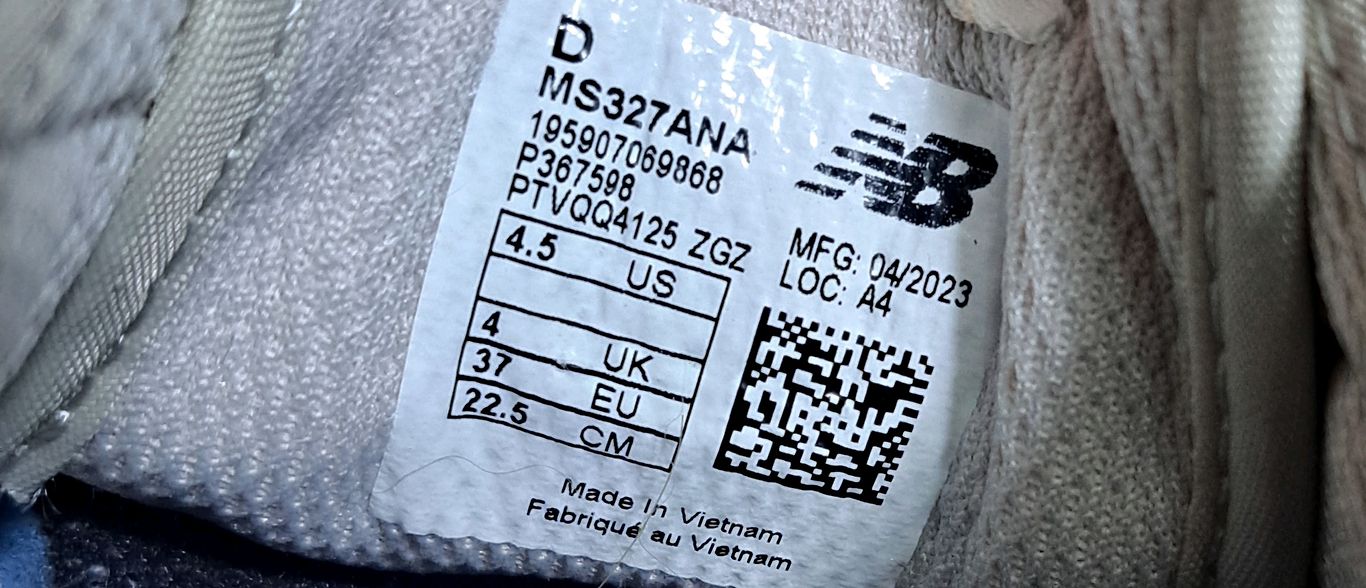 D
MS327ANA
195907069868
P367598
PTVQQ4125 ZGZ
NB
MFG: 04/2023
LOC: A4
4.5 US
4 UK
37 EU
22.5 CM
Made In Vietnam
Fabriqué au Vietnam